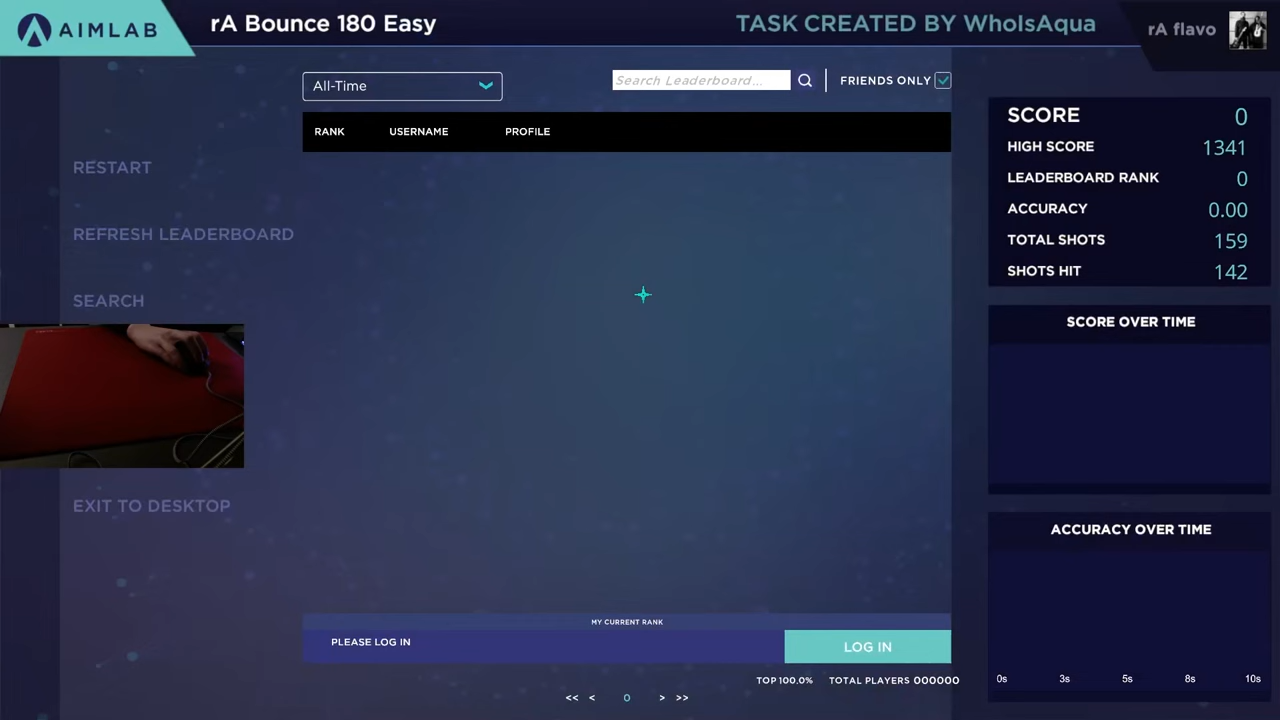 AIMLAB
rA Bounce 180 Easy
TASK CREATED BY WhoIsAqua
rA flavo
All-Time
Search Leaderboard...
FRIENDS ONLY
RANK USERNAME PROFILE
RESTART
REFRESH LEADERBOARD
SEARCH
EXIT TO DESKTOP
SCORE 0
HIGH SCORE 1341
LEADERBOARD RANK 0
ACCURACY 0.00
TOTAL SHOTS 159
SHOTS HIT 142
SCORE OVER TIME
ACCURACY OVER TIME
0s 3s 5s 8s 10s
MY CURRENT RANK
PLEASE LOG IN
LOG IN
TOP 100.0% TOTAL PLAYERS 000000
<< < 0 > >>